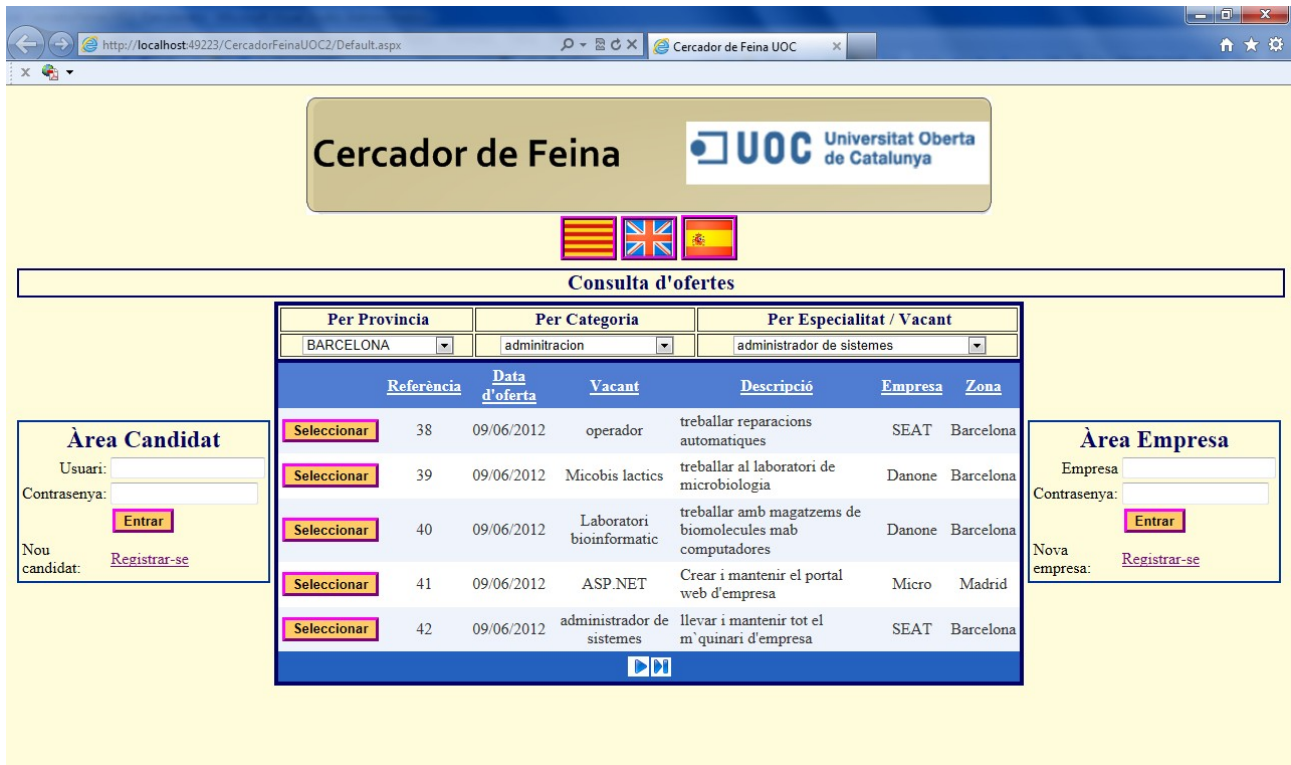 http://localhost:49223/CercadorFeinaUOC2/Default.aspx
Cercador de Feina UOC
Cercador de Feina
UOC Universitat Oberta
de Catalunya
Consulta d'ofertes
Per Provincia Per Categoria Per Especialitat / Vacant
BARCELONA adminitracion administrador de sistemes
Referència Data d'oferta Vacant Descripció Empresa Zona
Seleccionar 38 09/06/2012 operador treballar reparacions automatiques SEAT Barcelona
Seleccionar 39 09/06/2012 Micobis lactics treballar al laboratori de microbiologia Danone Barcelona
Seleccionar 40 09/06/2012 Laboratori bioinformatic treballar amb magatzems de biomolecules mab computadores Danone Barcelona
Seleccionar 41 09/06/2012 ASP.NET Crear i mantenir el portal web d'empresa Micro Madrid
Seleccionar 42 09/06/2012 administrador de sistemes llevar i mantenir tot el m`quinari d'empresa SEAT Barcelona
Àrea Candidat
Usuari:
Contrasenya:
Entrar
Nou candidat: Registrar-se
Àrea Empresa
Empresa
Contrasenya:
Entrar
Nova empresa: Registrar-se